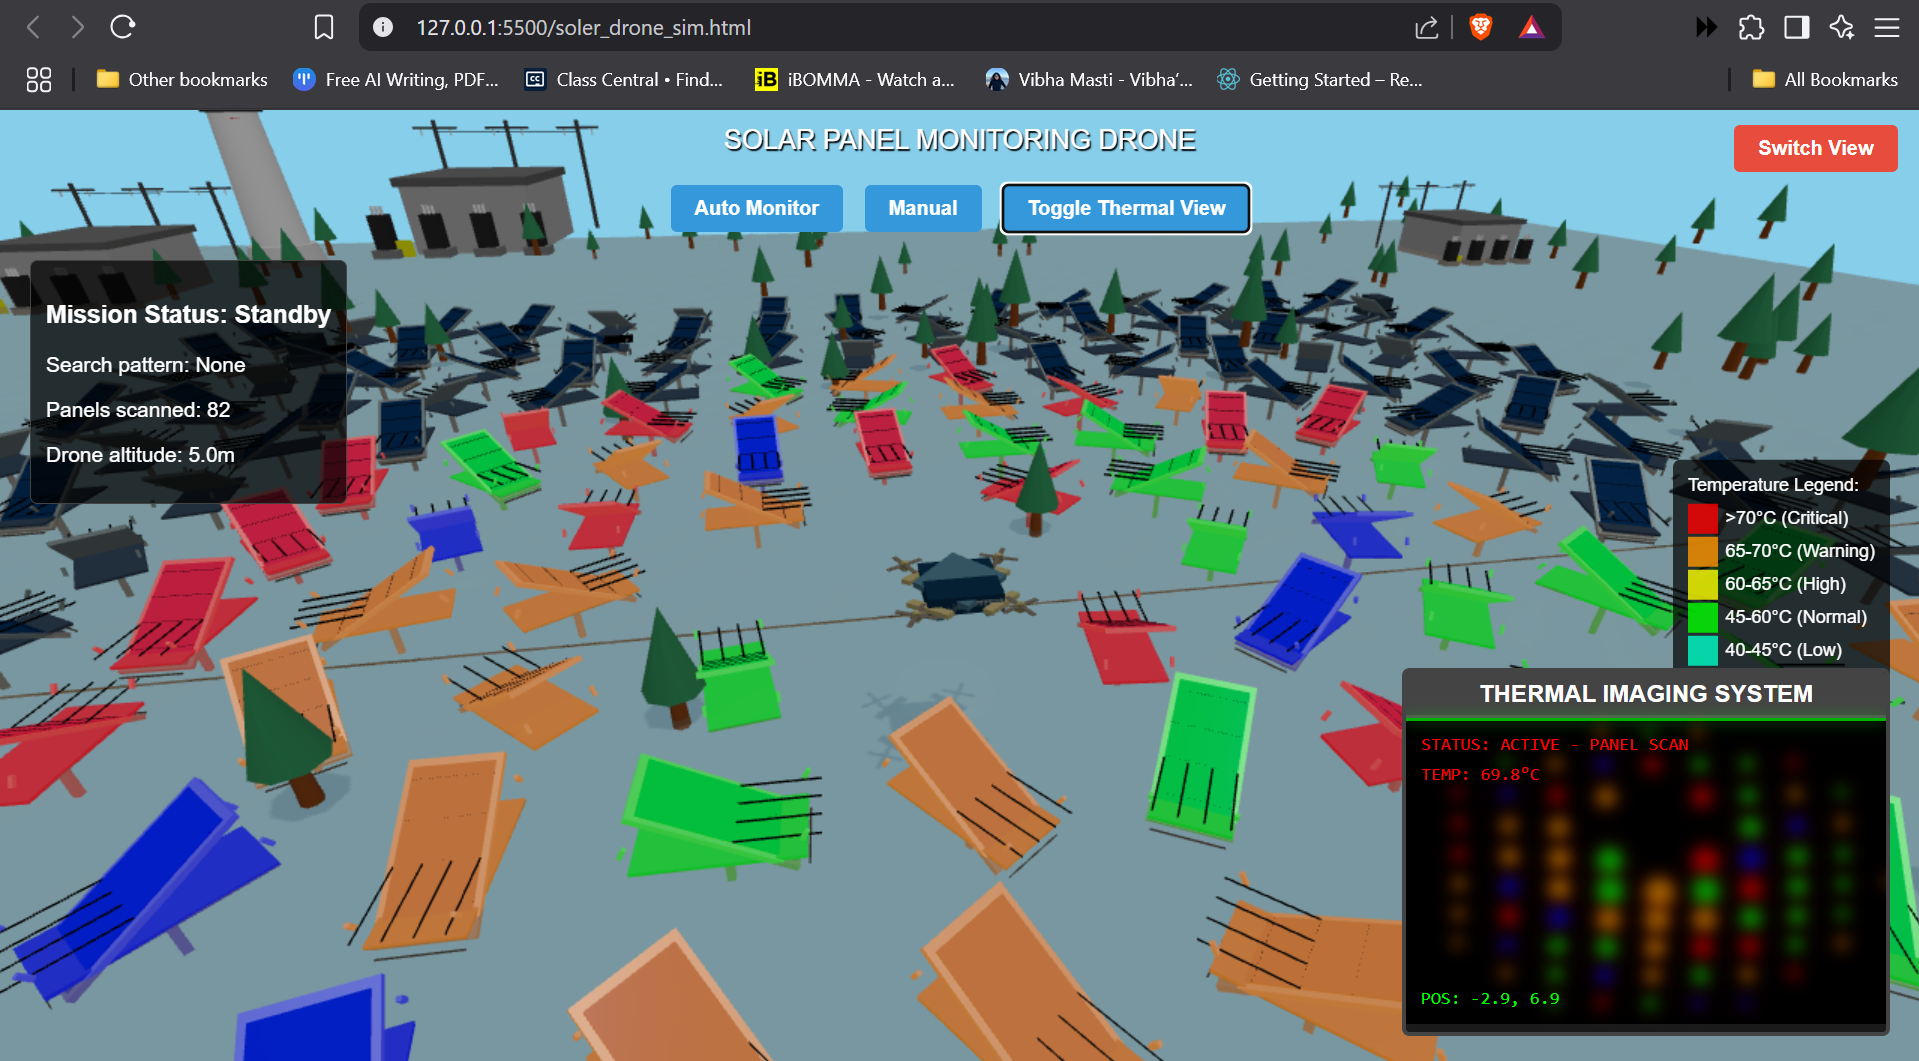 127.0.0.1:5500/soler_drone_sim.html
Other bookmarks
Free AI Writing, PDF...
Class Central • Find...
iBOMMA - Watch a...
Vibha Masti - Vibha'...
Getting Started – Re...
All Bookmarks
SOLAR PANEL MONITORING DRONE
Switch View
Auto Monitor
Manual
Toggle Thermal View
Mission Status: Standby
Search pattern: None
Panels scanned: 82
Drone altitude: 5.0m
Temperature Legend:
>70°C (Critical)
65-70°C (Warning)
60-65°C (High)
45-60°C (Normal)
40-45°C (Low)
THERMAL IMAGING SYSTEM
STATUS: ACTIVE - PANEL SCAN
TEMP: 69.8°C
POS: -2.9, 6.9